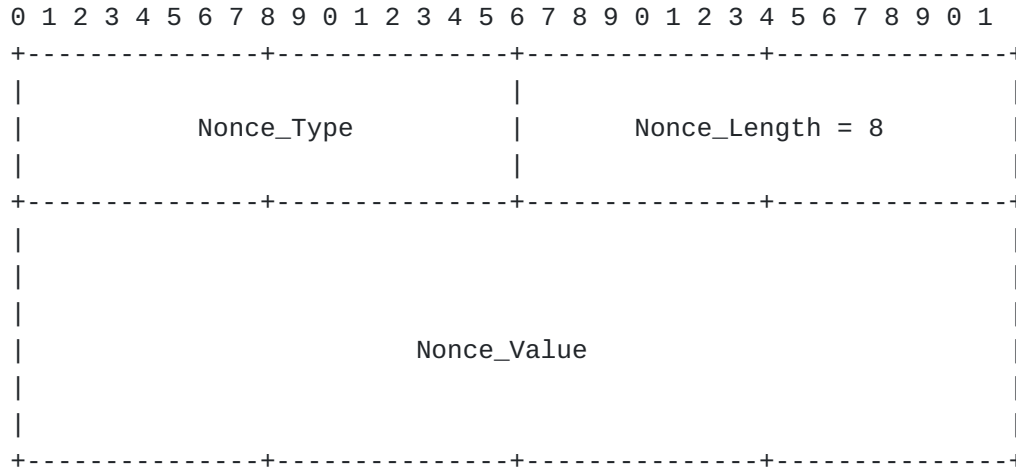 0 1 2 3 4 5 6 7 8 9 0 1 2 3 4 5 6 7 8 9 0 1 2 3 4 5 6 7 8 9 0 1
+---------------+---------------+---------------+---------------+
|                               |                               |
|           Nonce_Type          |       Nonce_Length = 8        |
|                               |                               |
+---------------+---------------+---------------+---------------+
|                                                               |
|                                                               |
|                                                               |
|                         Nonce_Value                           |
|                                                               |
|                                                               |
+---------------+---------------+---------------+---------------+